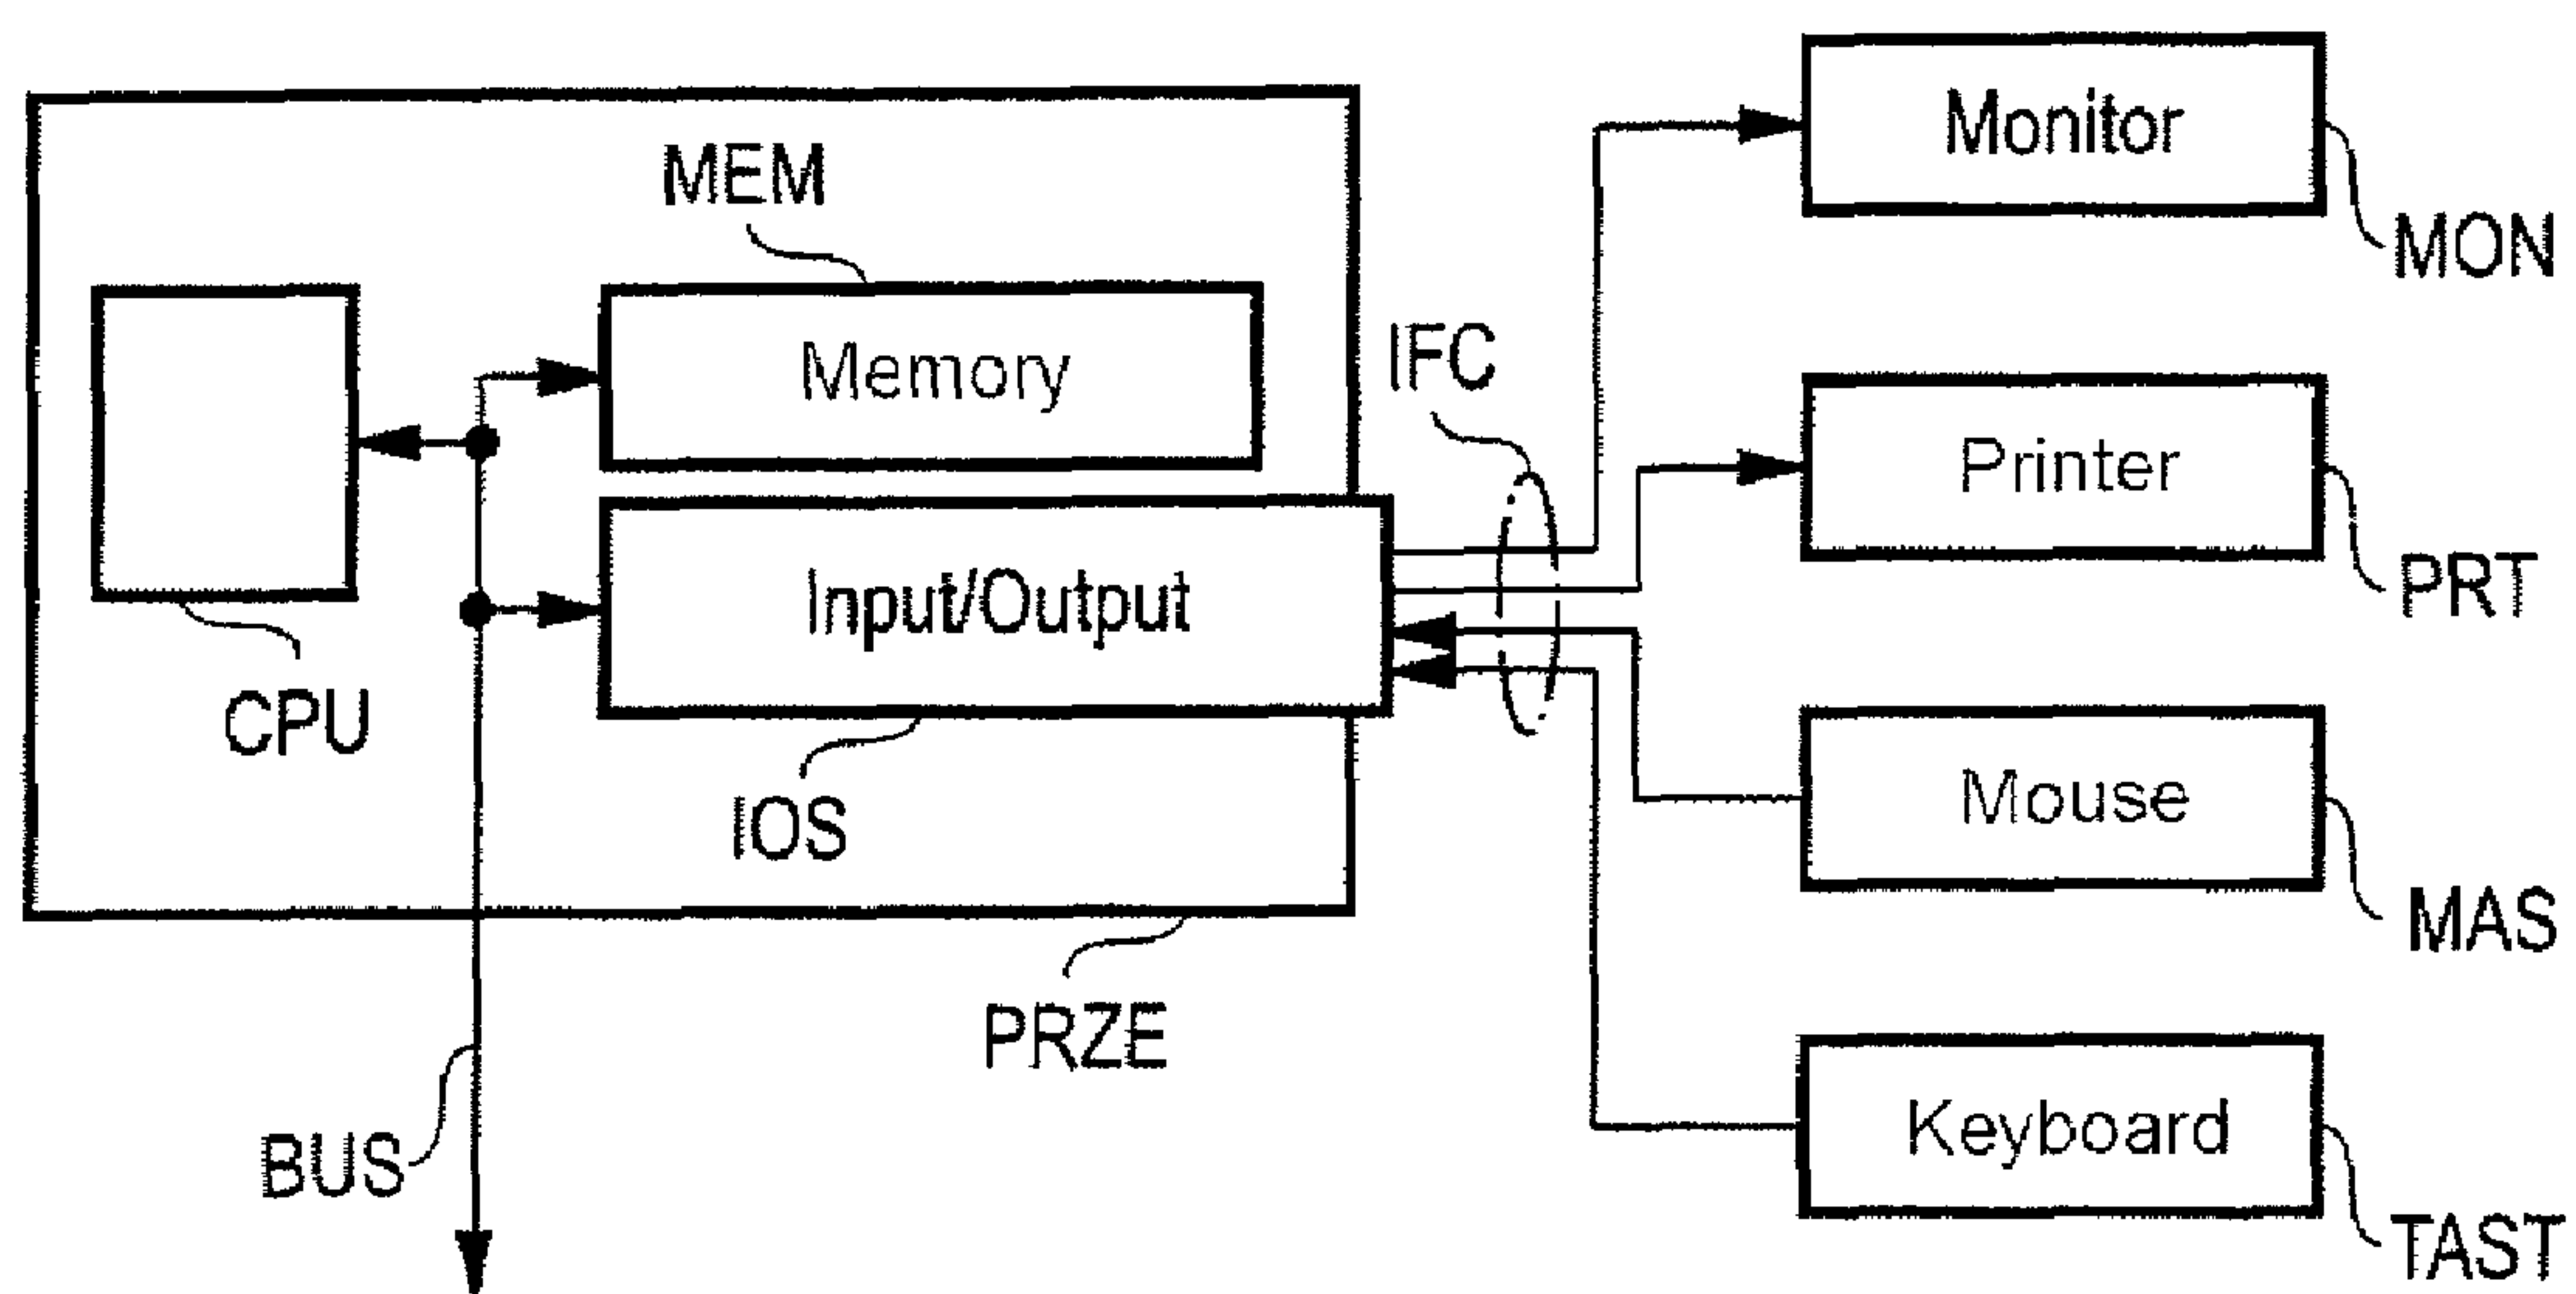 Monitor
MON
MEM
Memory
IFC
Printer
PRT
Input/Output
CPU
IOS
Mouse
MAS
PRZE
BUS
Keyboard
TAST